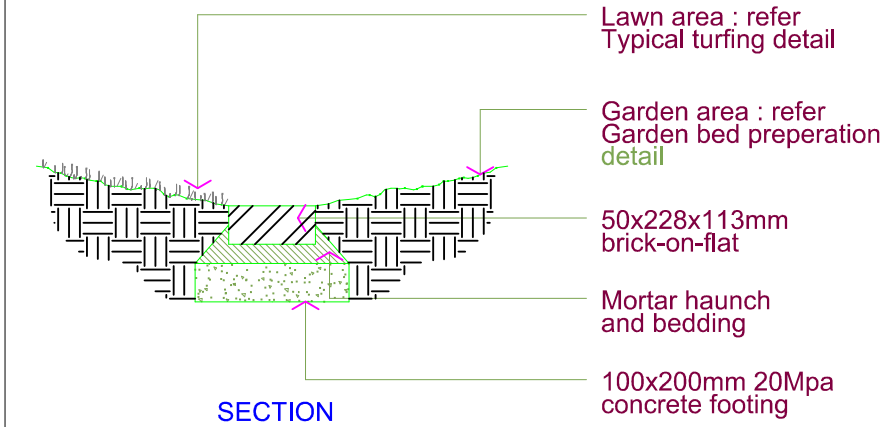 Lawn area : refer
Typical turfing detail
Garden area : refer
Garden bed preperation
detail
50x228x113mm
brick-on-flat
Mortar haunch
and bedding
100x200mm 20Mpa
concrete footing
SECTION